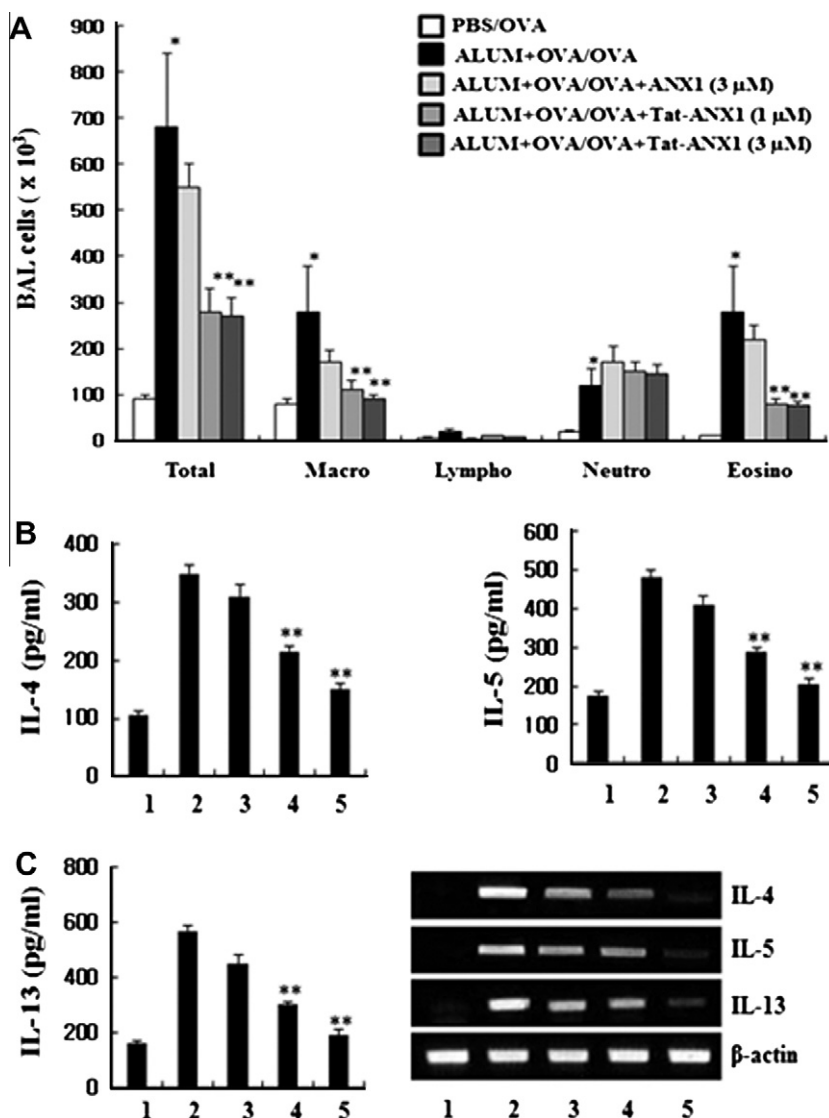 A
900
800
700
600
500
400
300
200
100
0
BAL cells ( x 10³)
*
**
**
*
**
**
*
*
**
**
PBS/OVA
ALUM+OVA/OVA
ALUM+OVA/OVA+ANX1 (3 μM)
ALUM+OVA/OVA+Tat-ANX1 (1 μM)
ALUM+OVA/OVA+Tat-ANX1 (3 μM)
Total Macro Lympho Neutro Eosino
B
400
300
200
100
0
IL-4 (pg/ml)
**
**
1 2 3 4 5
600
500
400
300
200
100
0
IL-5 (pg/ml)
**
**
1 2 3 4 5
C
800
600
400
200
0
IL-13 (pg/ml)
**
**
1 2 3 4 5
IL-4
IL-5
IL-13
β-actin
1 2 3 4 5